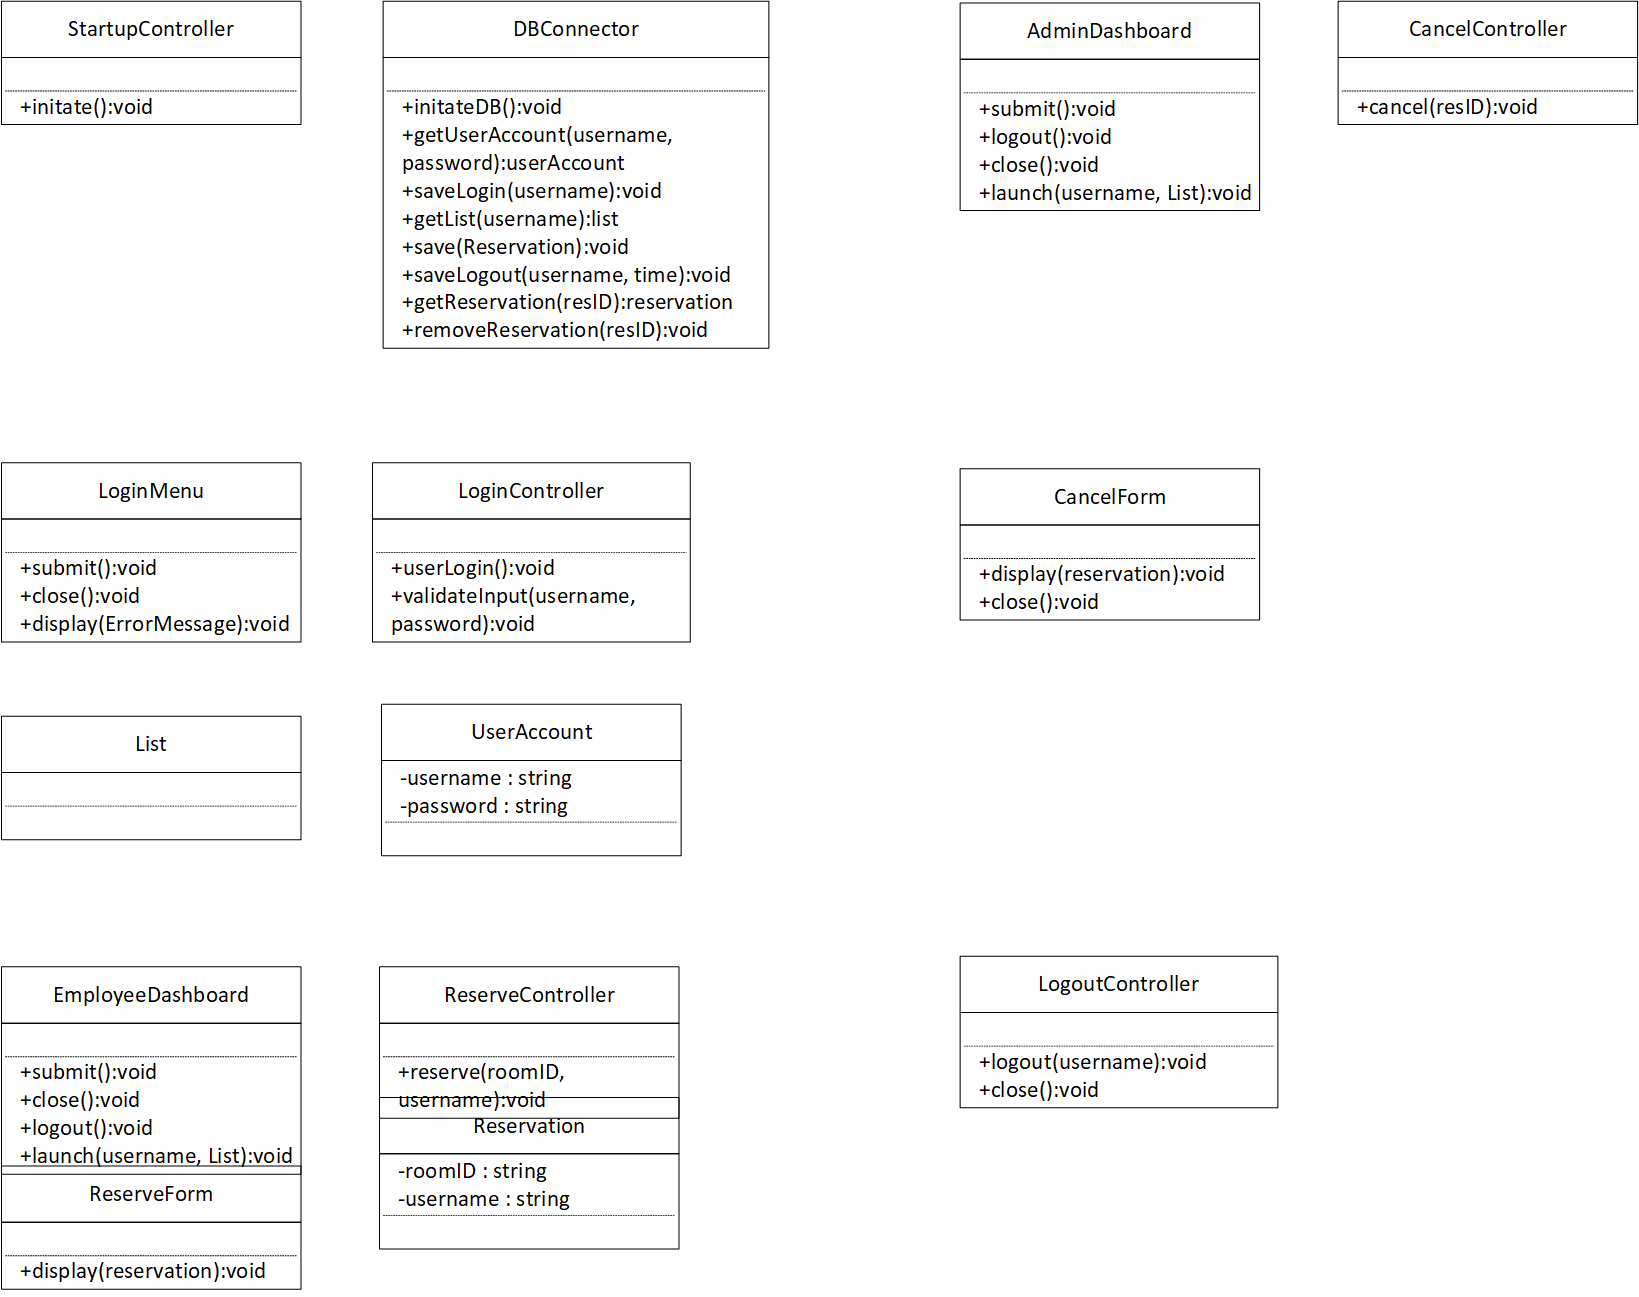 StartupController
+initate():void
DBConnector
+initateDB():void
+getUserAccount(username,
password):userAccount
+saveLogin(username):void
+getList(username):list
+save(Reservation):void
+saveLogout(username, time):void
+getReservation(resID):reservation
+removeReservation(resID):void
AdminDashboard
+submit():void
+logout():void
+close():void
+launch(username, List):void
CancelController
+cancel(resID):void
LoginMenu
+submit():void
+close():void
+display(ErrorMessage):void
LoginController
+userLogin():void
+validateInput(username,
password):void
CancelForm
+display(reservation):void
+close():void
List
UserAccount
-username : string
-password : string
EmployeeDashboard
+submit():void
+close():void
+logout():void
+launch(username, List):void
ReserveForm
+display(reservation):void
ReserveController
+reserve(roomID,
username):void
Reservation
-roomID : string
-username : string
LogoutController
+logout(username):void
+close():void